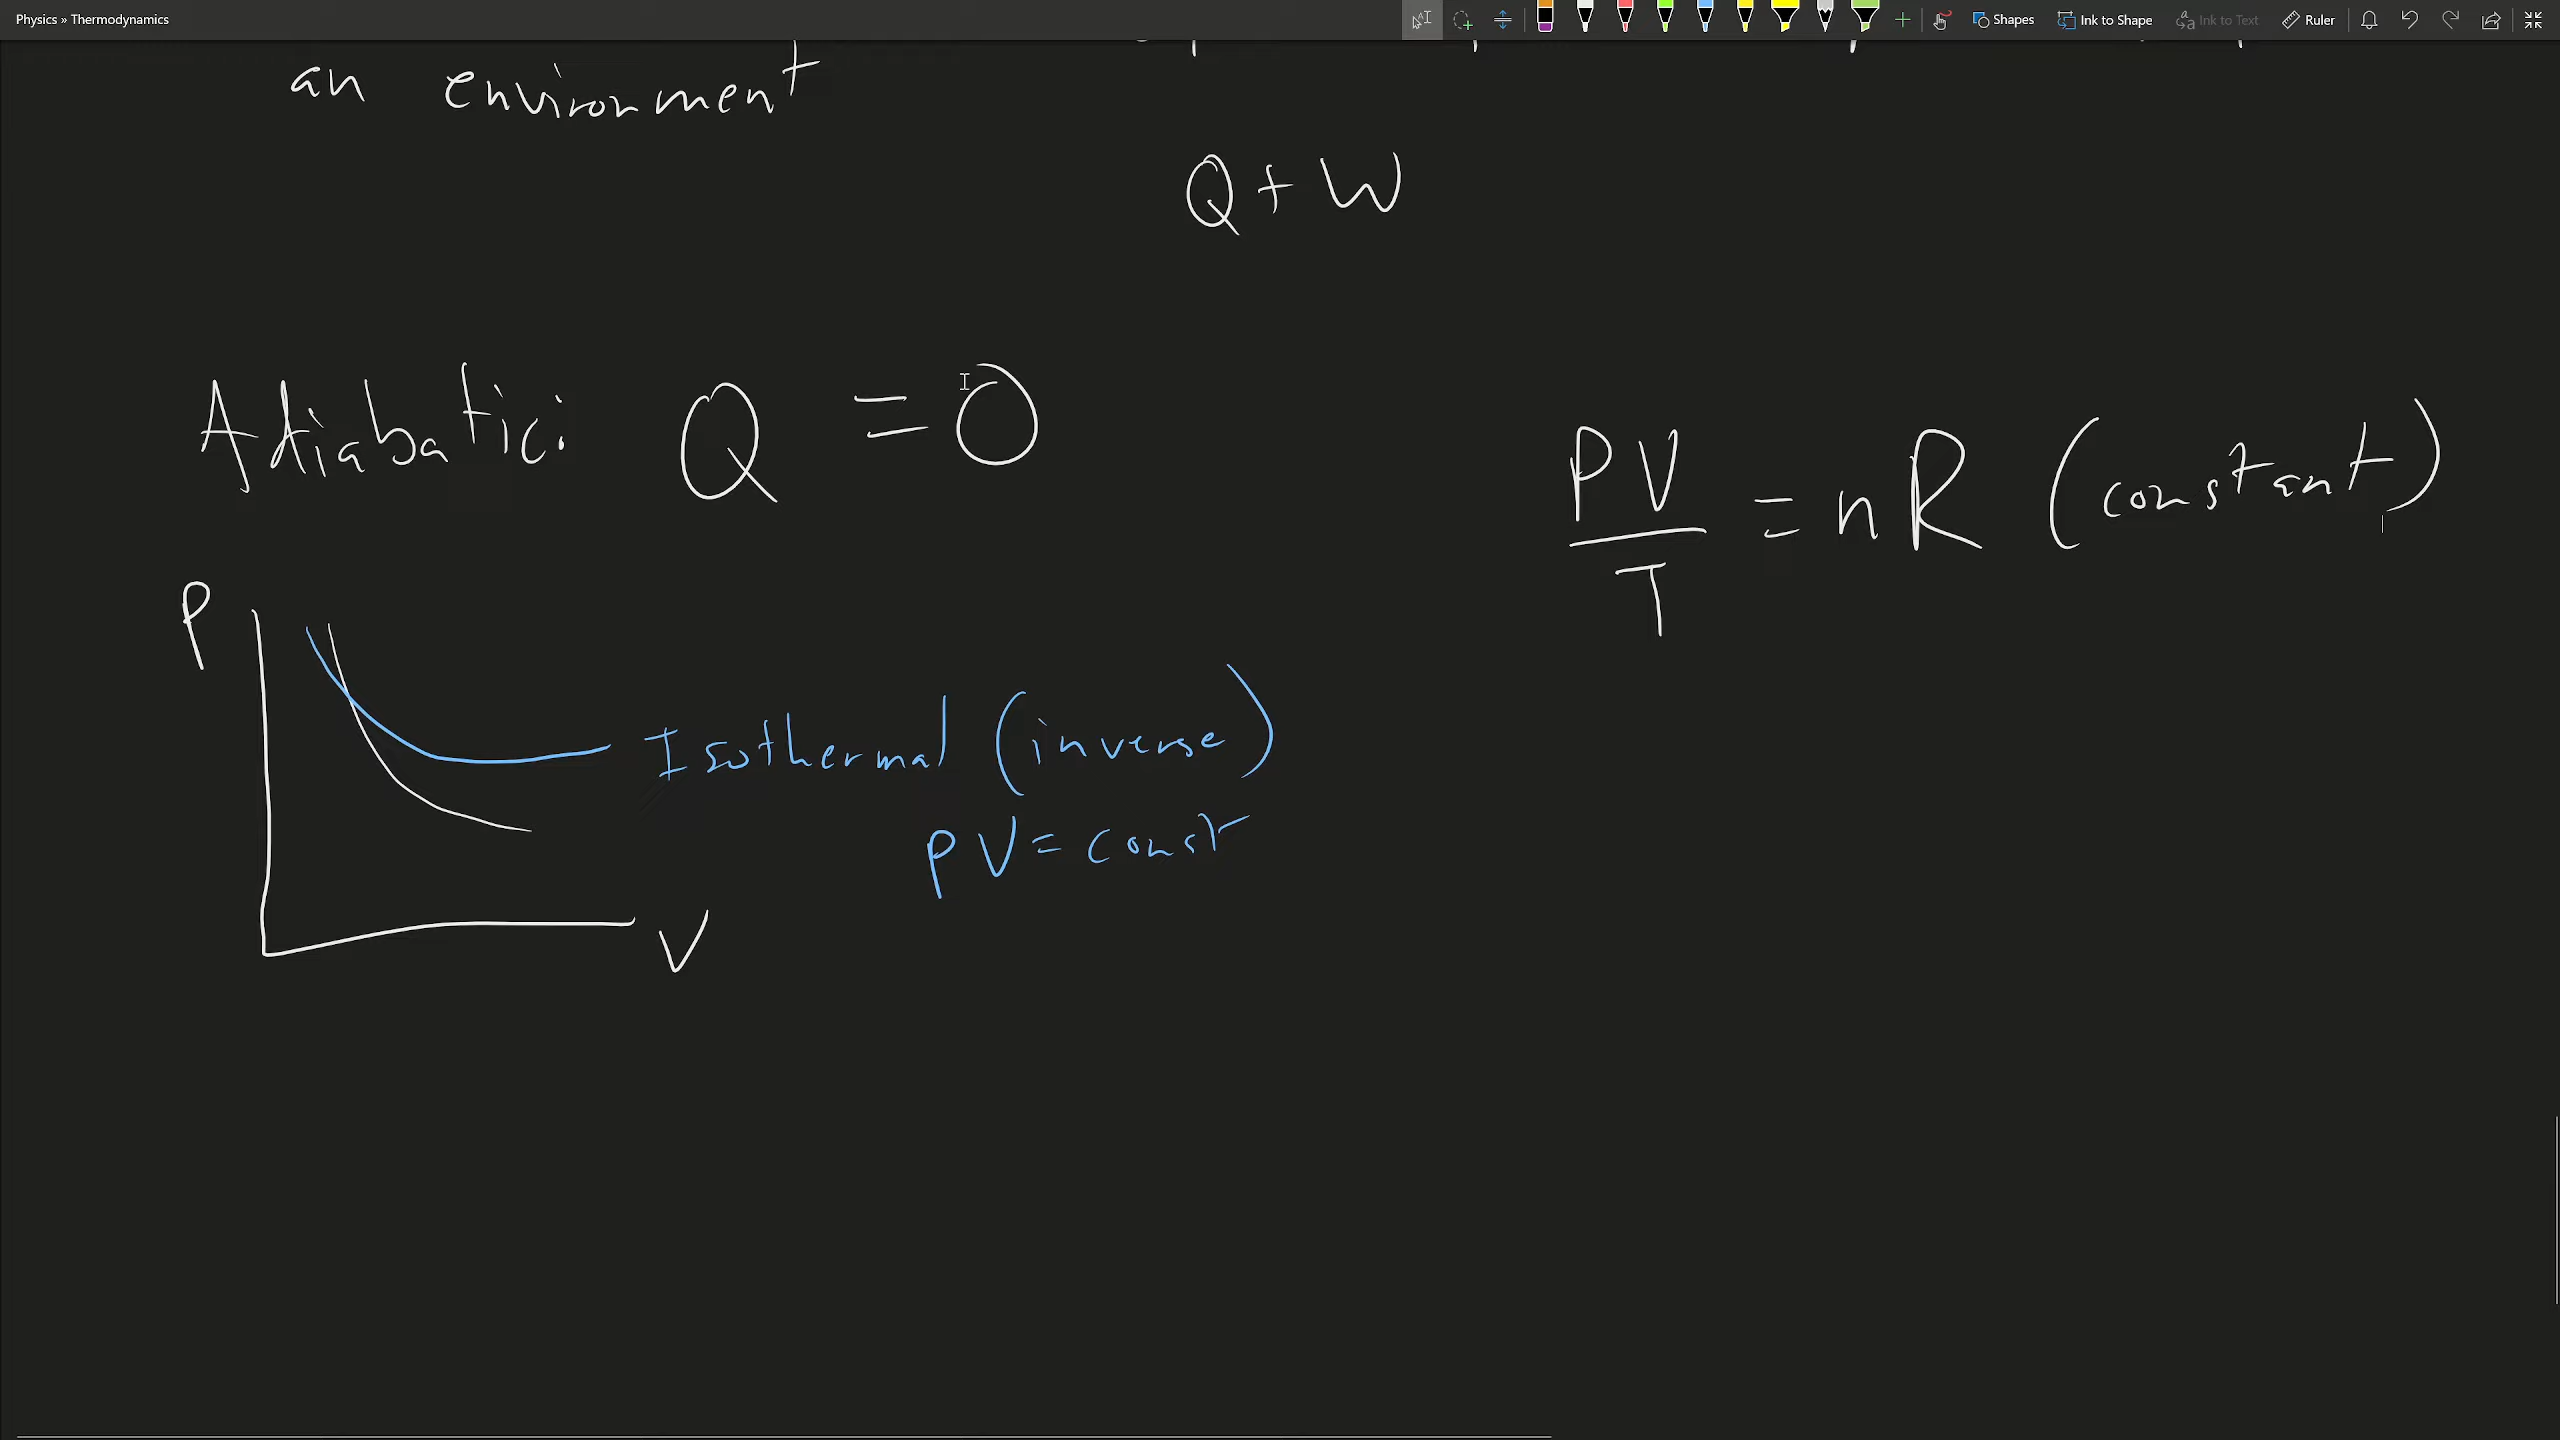 Physics » Thermodynamics
Shapes
Ink to Shape
Ink to Text
Ruler
an environment
Q + W
Adiabatic: Q = 0
PV
T
= nR (constant)
P
Isothermal (inverse)
PV = const
V